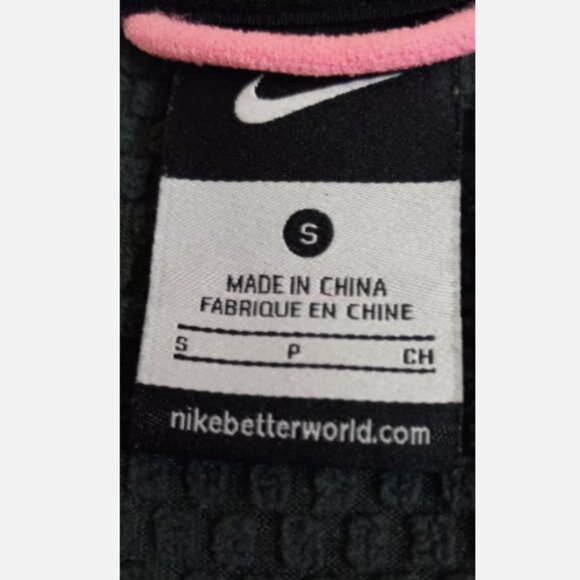 S
MADE IN CHINA
FABRIQUE EN CHINE
S P CH
nikebetterworld.com